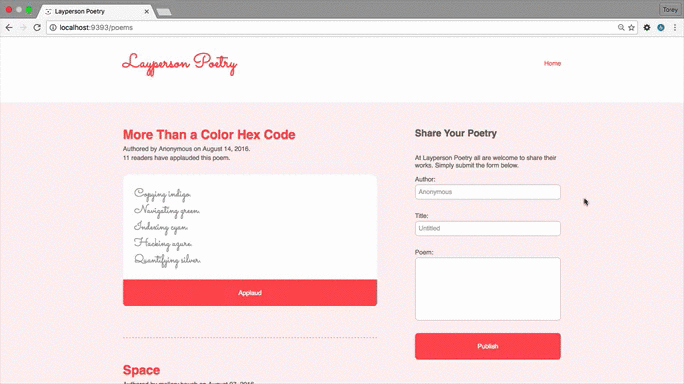 Layperson Poetry
Torey
localhost:9393/poems
Layperson Poetry
Home
More Than a Color Hex Code
Authored by Anonymous on August 14, 2016.
11 readers have applauded this poem.
Copying indigo.
Navigating green.
Indexing cyan.
Hacking azure.
Quantifying silver.
Applaud
Space
Share Your Poetry
At Layperson Poetry all are welcome to share their
works. Simply submit the form below.
Author:
Anonymous
Title:
Untitled
Poem:
Publish